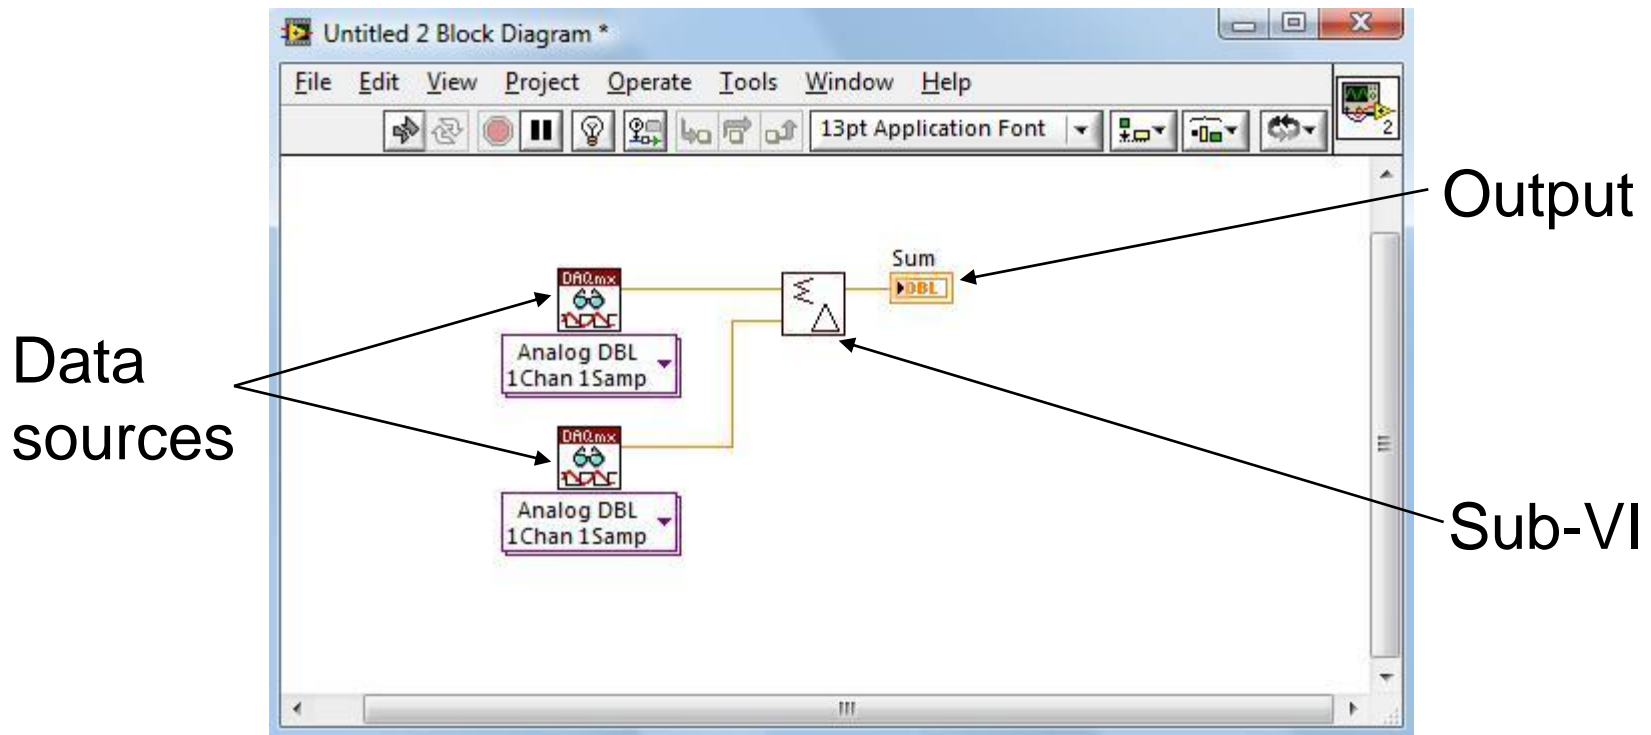 Untitled 2 Block Diagram *
File Edit View Project Operate Tools Window Help
13pt Application Font
2
Output
Sum
DAQmx
DBL
Analog DBL
1Chan 1Samp
Data
sources
DAQmx
Analog DBL
1Chan 1Samp
Sub-VI